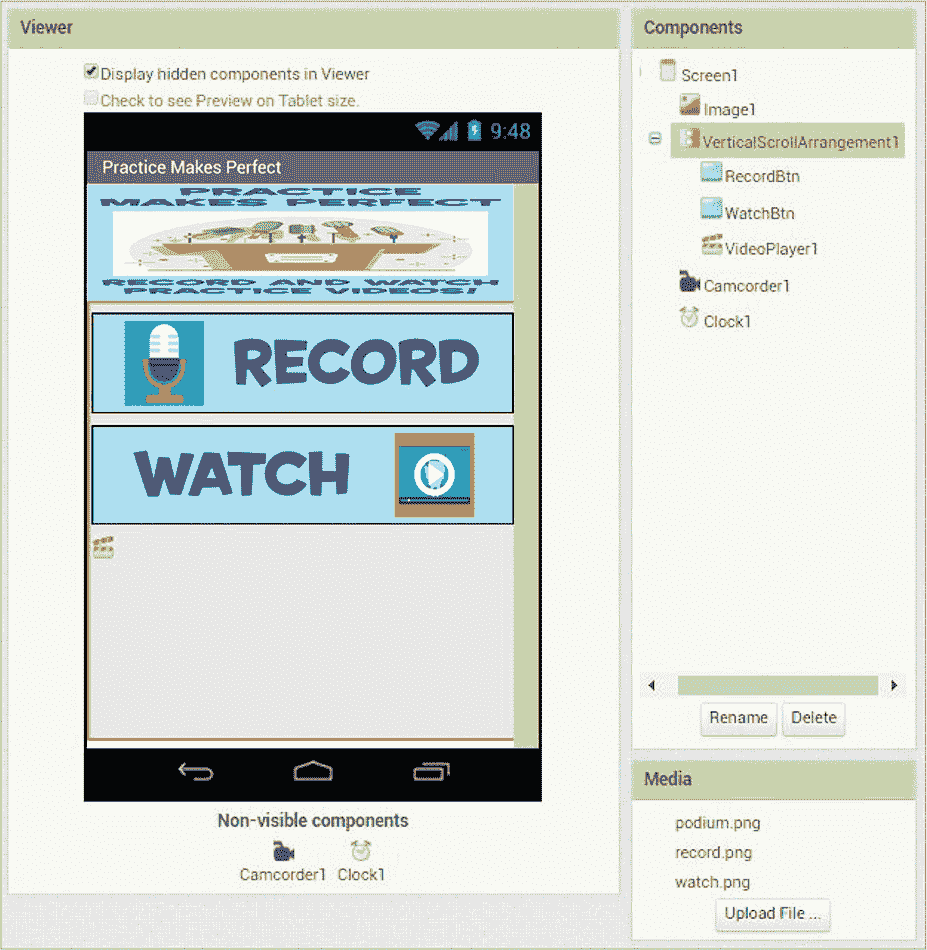 Viewer
Display hidden components in Viewer
Check to see Preview on Tablet size.
9:48
Practice Makes Perfect
PRACTICE
MAKES PERFECT
RECORD AND WATCH
PRACTICE VIDEOS!
RECORD
WATCH
Non-visible components
Camcorder1 Clock1
Components
Screen1
Image1
VerticalScrollArrangement1
RecordBtn
WatchBtn
VideoPlayer1
Camcorder1
Clock1
Rename Delete
Media
podium.png
record.png
watch.png
Upload File ...